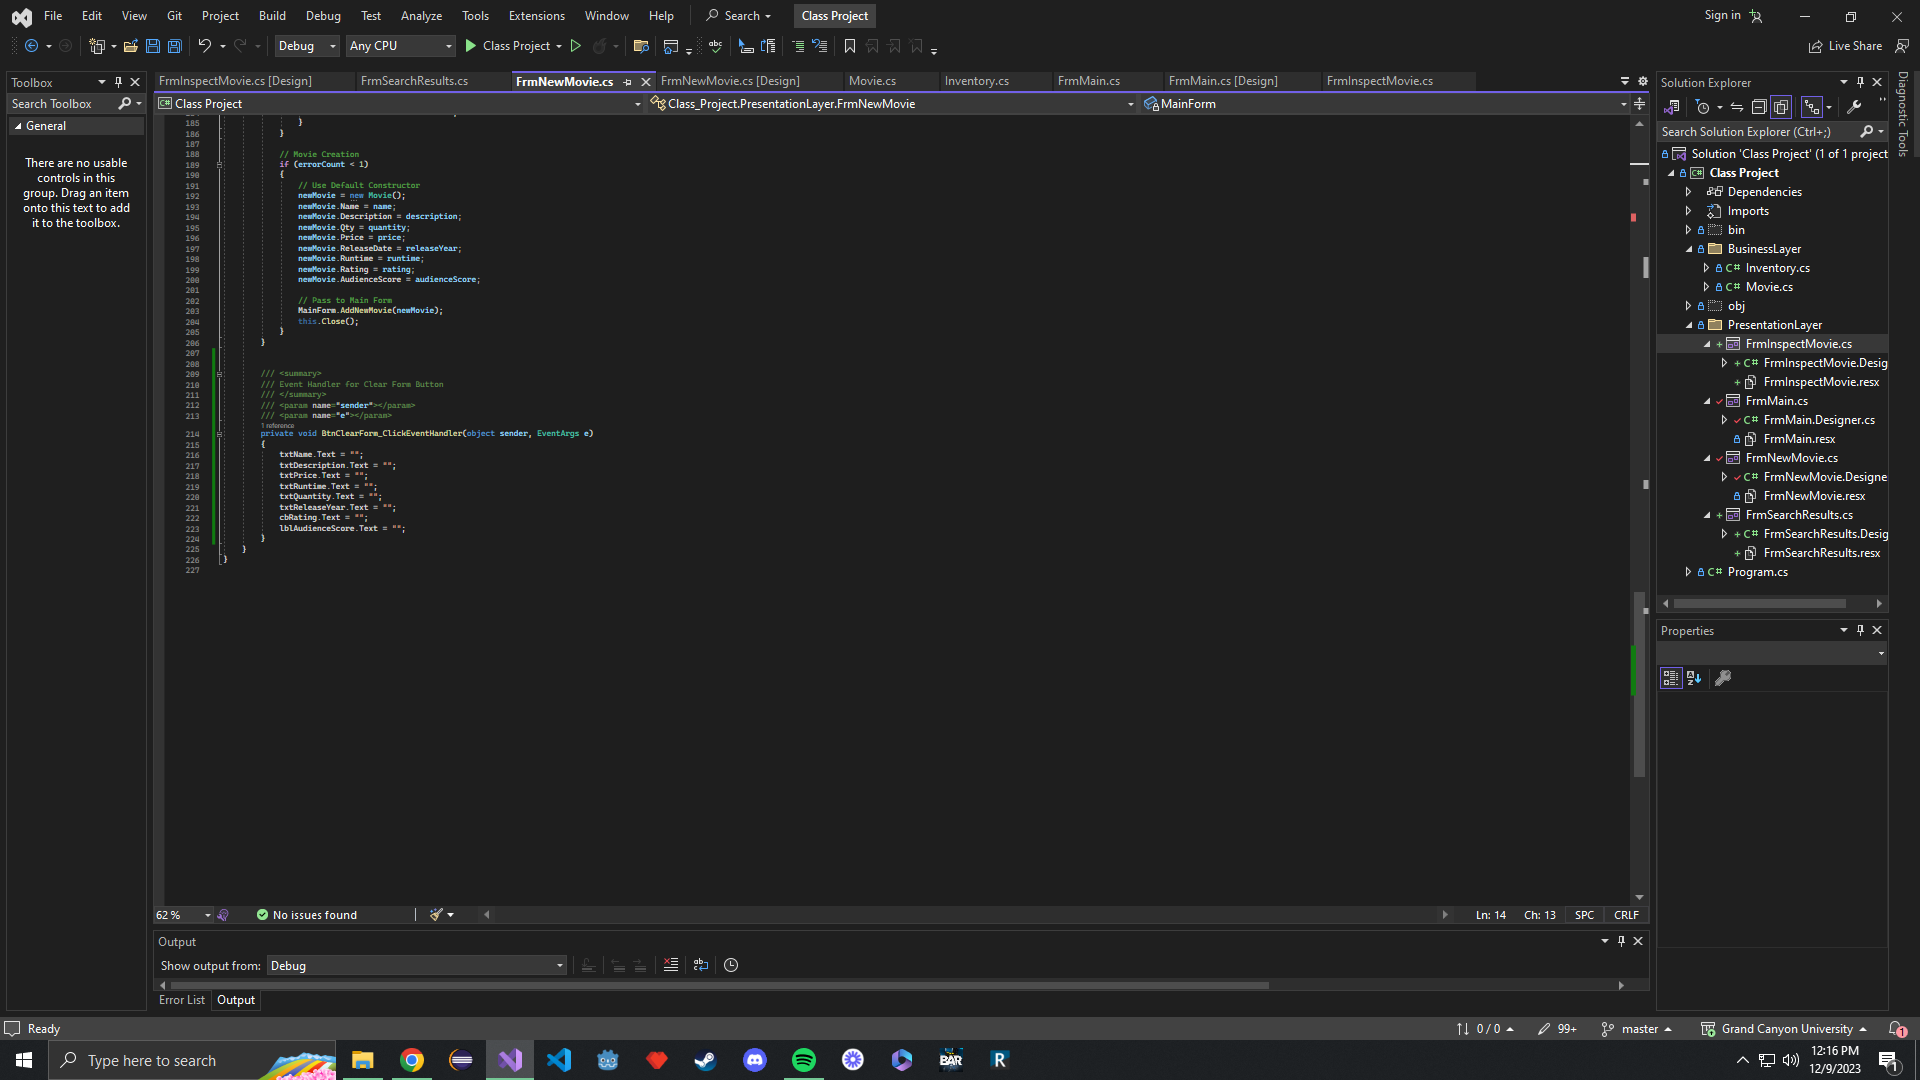 File Edit View Git Project Build Debug Test Analyze Tools Extensions Window Help Search Class Project Sign in
Debug Any CPU Class Project Live Share
Toolbox
Search Toolbox
General
There are no usable
controls in this
group. Drag an item
onto this text to add
it to the toolbox.
FrmInspectMovie.cs [Design] FrmSearchResults.cs FrmNewMovie.cs FrmNewMovie.cs [Design] Movie.cs Inventory.cs FrmMain.cs FrmMain.cs [Design] FrmInspectMovie.cs
Class Project Class_Project.PresentationLayer.FrmNewMovie MainForm
185 }
186 }
187
188 // Movie Creation
189 if (errorCount < 1)
190 {
191 // Use Default Constructor
192 newMovie = new Movie();
193 newMovie.Name = name;
194 newMovie.Description = description;
195 newMovie.Qty = quantity;
196 newMovie.Price = price;
197 newMovie.ReleaseDate = releaseYear;
198 newMovie.Runtime = runtime;
199 newMovie.Rating = rating;
200 newMovie.AudienceScore = audienceScore;
201
202 // Pass to Main Form
203 MainForm.AddNewMovie(newMovie);
204 this.Close();
205 }
206 }
207
208
209 /// <summary>
210 /// Event Handler for Clear Form Button
211 /// </summary>
212 /// <param name="sender"></param>
213 /// <param name="e"></param>
1 reference
214 private void BtnClearForm_ClickEventHandler(object sender, EventArgs e)
215 {
216 txtName.Text = "";
217 txtDescription.Text = "";
218 txtPrice.Text = "";
219 txtRuntime.Text = "";
220 txtQuantity.Text = "";
221 txtReleaseYear.Text = "";
222 cbRating.Text = "";
223 lblAudienceScore.Text = "";
224 }
225 }
226 }
227
62 % No issues found Ln: 14 Ch: 13 SPC CRLF
Output
Show output from: Debug
Error List Output
Solution Explorer
Search Solution Explorer (Ctrl+;)
Solution 'Class Project' (1 of 1 project
Class Project
Dependencies
Imports
bin
BusinessLayer
C# Inventory.cs
C# Movie.cs
obj
PresentationLayer
FrmInspectMovie.cs
C# FrmInspectMovie.Desig
FrmInspectMovie.resx
FrmMain.cs
C# FrmMain.Designer.cs
FrmMain.resx
FrmNewMovie.cs
C# FrmNewMovie.Designe
FrmNewMovie.resx
FrmSearchResults.cs
C# FrmSearchResults.Desig
FrmSearchResults.resx
C# Program.cs
Properties
Diagnostic Tools
Ready 0 / 0 99+ master Grand Canyon University 1
Type here to search BAR R 12:16 PM
12/9/2023 1